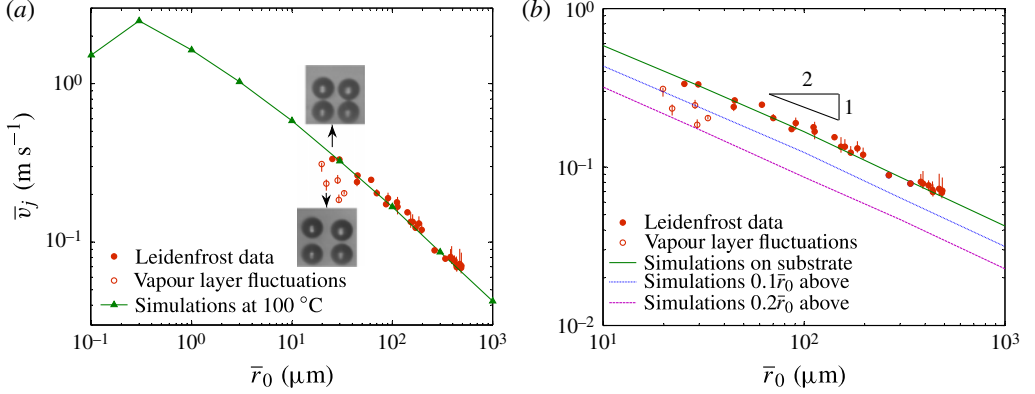 (a)
10⁰
10⁻¹
v̄ⱼ (m s⁻¹)
Leidenfrost data
Vapour layer fluctuations
Simulations at 100 °C
10⁻¹ 10⁰ 10¹ 10² 10³
r̄₀ (μm)
(b)
10⁰
10⁻¹
10⁻²
2
1
Leidenfrost data
Vapour layer fluctuations
Simulations on substrate
Simulations 0.1r̄₀ above
Simulations 0.2r̄₀ above
10¹ 10² 10³
r̄₀ (μm)